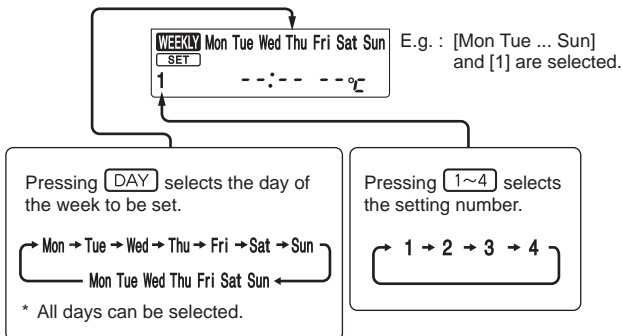 WEEKLY Mon Tue Wed Thu Fri Sat Sun
SET
1 --:-- --°C
E.g. : [Mon Tue ... Sun]
and [1] are selected.
Pressing DAY selects the day of
the week to be set.
Mon → Tue → Wed → Thu → Fri → Sat → Sun
Mon Tue Wed Thu Fri Sat Sun
* All days can be selected.
Pressing 1~4 selects
the setting number.
1 → 2 → 3 → 4